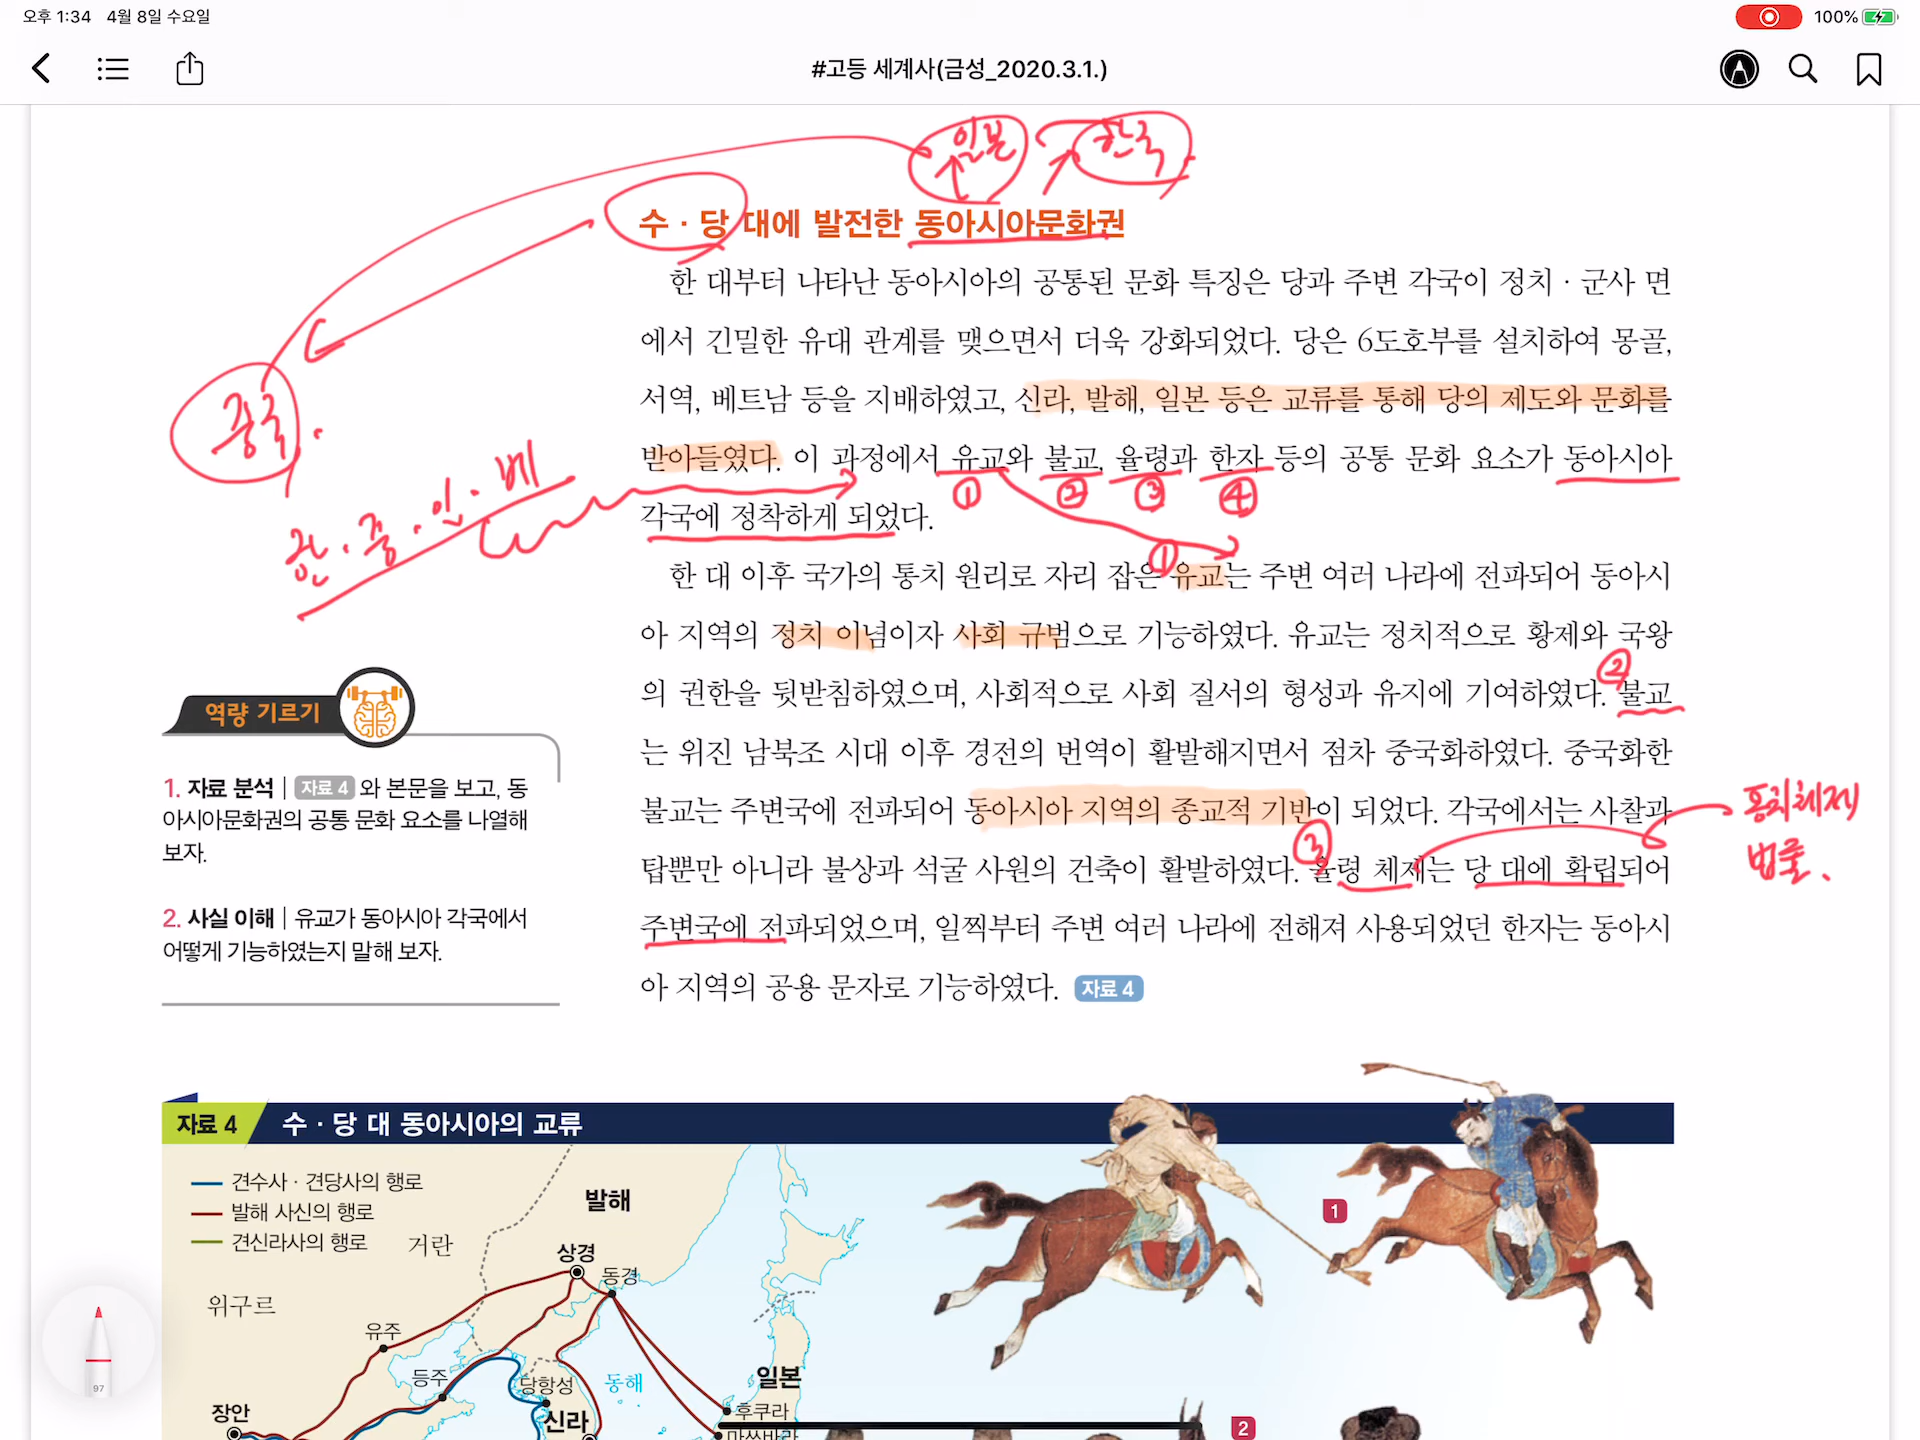 오후 1:34 4월 8일 수요일
100%
#고등 세계사(금성_2020.3.1.)
일본 한국
수 · 당 대에 발전한 동아시아문화권
한 대부터 나타난 동아시아의 공통된 문화 특징은 당과 주변 각국이 정치 · 군사 면
에서 긴밀한 유대 관계를 맺으면서 더욱 강화되었다. 당은 6도호부를 설치하여 몽골,
서역, 베트남 등을 지배하였고, 신라, 발해, 일본 등은 교류를 통해 당의 제도와 문화를
받아들였다. 이 과정에서 유교와 불교, 율령과 한자 등의 공통 문화 요소가 동아시아
① ② ③ ④
각국에 정착하게 되었다.
중국
한·중·일·베
①
한 대 이후 국가의 통치 원리로 자리 잡은 유교는 주변 여러 나라에 전파되어 동아시
아 지역의 정치 이념이자 사회 규범으로 기능하였다. 유교는 정치적으로 황제와 국왕
②
의 권한을 뒷받침하였으며, 사회적으로 사회 질서의 형성과 유지에 기여하였다. 불교
는 위진 남북조 시대 이후 경전의 번역이 활발해지면서 점차 중국화하였다. 중국화한
불교는 주변국에 전파되어 동아시아 지역의 종교적 기반이 되었다. 각국에서는 사찰과
③
탑뿐만 아니라 불상과 석굴 사원의 건축이 활발하였다. 율령 체제는 당 대에 확립되어
주변국에 전파되었으며, 일찍부터 주변 여러 나라에 전해져 사용되었던 한자는 동아시
아 지역의 공용 문자로 기능하였다. 자료 4
통치체제
법률.
역량 기르기
1. 자료 분석 | 자료 4 와 본문을 보고, 동
아시아문화권의 공통 문화 요소를 나열해
보자.
2. 사실 이해 | 유교가 동아시아 각국에서
어떻게 기능하였는지 말해 보자.
자료 4 수 · 당 대 동아시아의 교류
견수사 · 견당사의 행로
발해 사신의 행로
견신라사의 행로
거란
발해
상경
동경
위구르
유주
등주
당항성
동해
일본
장안
신라
후쿠라
마쓰바라
1
2
97